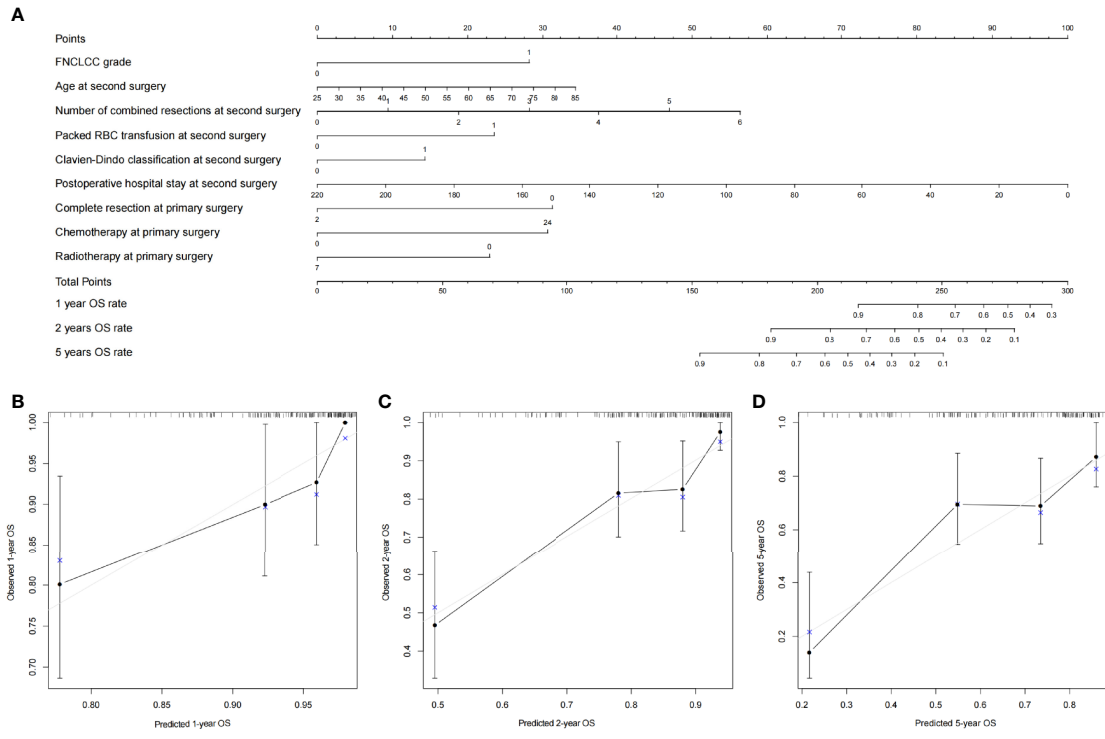 A
Points
0 10 20 30 40 50 60 70 80 90 100
FNCLCC grade
1
0
Age at second surgery
25 30 35 40 45 50 55 60 65 70 75 80 85
Number of combined resections at second surgery
1 3 5
0 2 4 6
Packed RBC transfusion at second surgery
1
0
Clavien-Dindo classification at second surgery
1
0
Postoperative hospital stay at second surgery
220 200 180 160 140 120 100 80 60 40 20 0
Complete resection at primary surgery
0
2
Chemotherapy at primary surgery
24
0
Radiotherapy at primary surgery
0
7
Total Points
0 50 100 150 200 250 300
1 year OS rate
0.9 0.8 0.7 0.6 0.5 0.4 0.3
2 years OS rate
0.9 0.3 0.7 0.6 0.5 0.4 0.3 0.2 0.1
5 years OS rate
0.9 0.8 0.7 0.6 0.5 0.4 0.3 0.2 0.1
B
Observed 1-year OS
1.00
0.95
0.90
0.85
0.80
0.75
0.70
0.80 0.85 0.90 0.95
Predicted 1-year OS
C
Observed 2-year OS
1.0
0.9
0.8
0.7
0.6
0.5
0.4
0.5 0.6 0.7 0.8 0.9
Predicted 2-year OS
D
Observed 5-year OS
1.0
0.8
0.6
0.4
0.2
0.2 0.3 0.4 0.5 0.6 0.7 0.8
Predicted 5-year OS